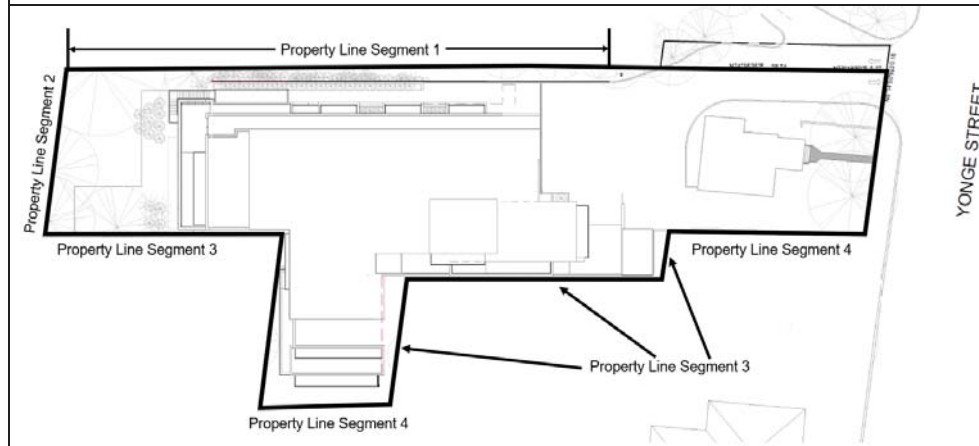 Property Line Segment 1
Property Line Segment 2
YONGE STREET
Property Line Segment 3
Property Line Segment 4
Property Line Segment 3
Property Line Segment 4